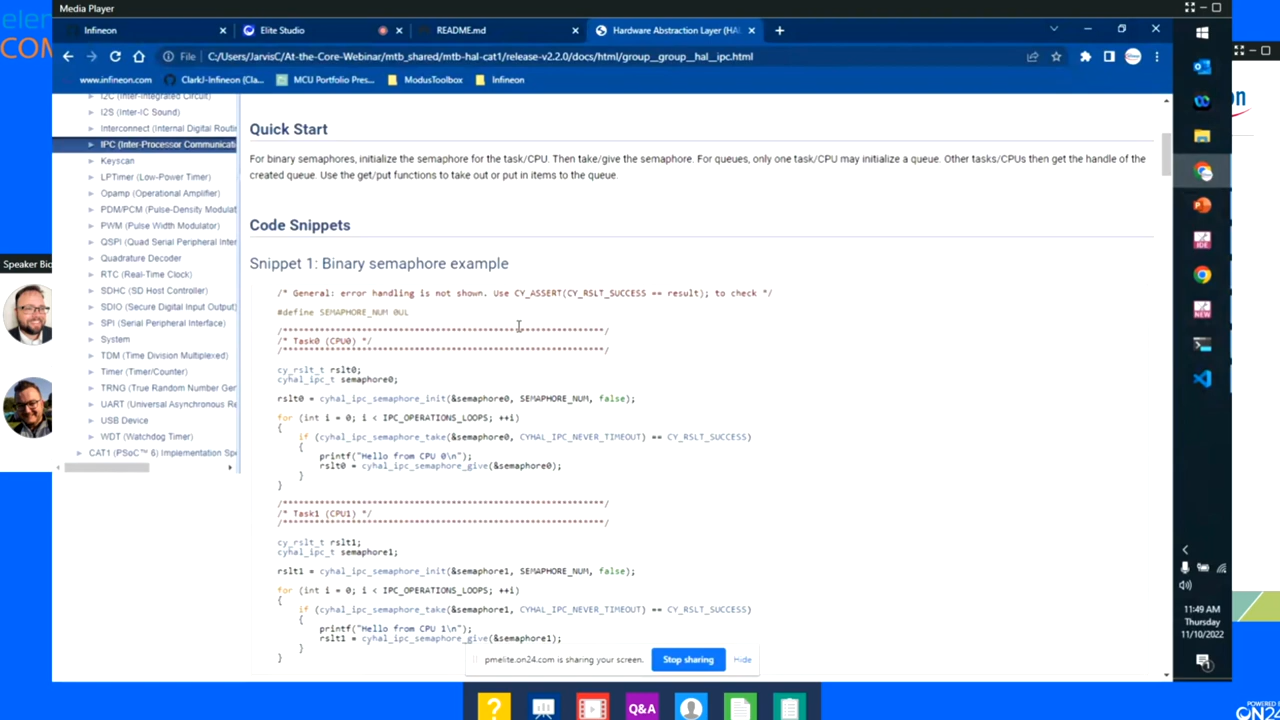 Media Player
elem
COM
Infineon
Elite Studio
README.md
Hardware Abstraction Layer (HAL
File C:/Users/JarvisC/At-the-Core-Webinar/mtb_shared/mtb-hal-cat1/release-v2.2.0/docs/html/group__group__hal__ipc.html
www.infineon.com
ClarkJ-Infineon (Cla...
MCU Portfolio Pres...
ModusToolbox
Infineon
I2C (Inter-Integrated Circuit)
I2S (Inter-IC Sound)
Interconnect (Internal Digital Routin
IPC (Inter-Processor Communicati
Keyscan
LPTimer (Low-Power Timer)
Opamp (Operational Amplifier)
PDM/PCM (Pulse-Density Modulat
PWM (Pulse Width Modulator)
QSPI (Quad Serial Peripheral Inter
Quadrature Decoder
RTC (Real-Time Clock)
SDHC (SD Host Controller)
SDIO (Secure Digital Input Output)
SPI (Serial Peripheral Interface)
System
TDM (Time Division Multiplexed)
Timer (Timer/Counter)
TRNG (True Random Number Gen
UART (Universal Asynchronous Re
USB Device
WDT (Watchdog Timer)
CAT1 (PSoC™ 6) Implementation Spe
Speaker Bio
Quick Start
For binary semaphores, initialize the semaphore for the task/CPU. Then take/give the semaphore. For queues, only one task/CPU may initialize a queue. Other tasks/CPUs then get the handle of the
created queue. Use the get/put functions to take out or put in items to the queue.
Code Snippets
Snippet 1: Binary semaphore example
/* General: error handling is not shown. Use CY_ASSERT(CY_RSLT_SUCCESS == result); to check */
#define SEMAPHORE_NUM 0UL
/*************************************************************/
/* Task0 (CPU0) */
/*************************************************************/
cy_rslt_t rslt0;
cyhal_ipc_t semaphore0;
rslt0 = cyhal_ipc_semaphore_init(&semaphore0, SEMAPHORE_NUM, false);
for (int i = 0; i < IPC_OPERATIONS_LOOPS; ++i)
{
if (cyhal_ipc_semaphore_take(&semaphore0, CYHAL_IPC_NEVER_TIMEOUT) == CY_RSLT_SUCCESS)
{
printf("Hello from CPU 0\n");
rslt0 = cyhal_ipc_semaphore_give(&semaphore0);
}
}
/*************************************************************/
/* Task1 (CPU1) */
/*************************************************************/
cy_rslt_t rslt1;
cyhal_ipc_t semaphore1;
rslt1 = cyhal_ipc_semaphore_init(&semaphore1, SEMAPHORE_NUM, false);
for (int i = 0; i < IPC_OPERATIONS_LOOPS; ++i)
{
if (cyhal_ipc_semaphore_take(&semaphore1, CYHAL_IPC_NEVER_TIMEOUT) == CY_RSLT_SUCCESS)
{
printf("Hello from CPU 1\n");
rslt1 = cyhal_ipc_semaphore_give(&semaphore1);
}
}
pmelite.on24.com is sharing your screen.
Stop sharing
Hide
NEW
11:49 AM
Thursday
11/10/2022
1
on
?
Q&A
POWERED
ON24